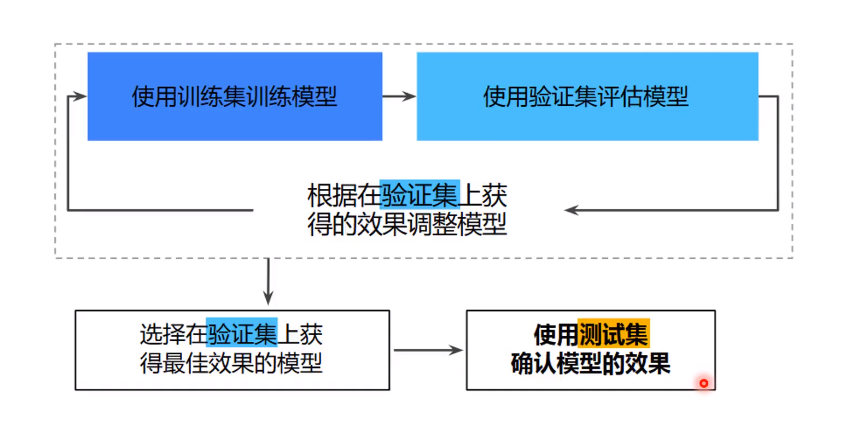 使用训练集训练模型
使用验证集评估模型
根据在验证集上获
得的效果调整模型
选择在验证集上获
得最佳效果的模型
使用测试集
确认模型的效果